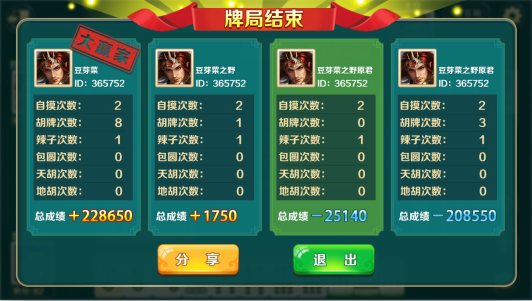 牌局结束
大赢家
豆芽菜
ID: 365752
自摸次数: 2
胡牌次数: 8
辣子次数: 1
包圆次数: 0
天胡次数: 0
地胡次数: 0
总成绩 +228650
豆芽菜之野
ID: 365752
自摸次数: 2
胡牌次数: 1
辣子次数: 1
包圆次数: 0
天胡次数: 0
地胡次数: 0
总成绩 +1750
豆芽菜之野原君
ID: 365752
自摸次数: 2
胡牌次数: 0
辣子次数: 1
包圆次数: 0
天胡次数: 0
地胡次数: 0
总成绩 -25140
豆芽菜之野原君
ID: 365752
自摸次数: 2
胡牌次数: 3
辣子次数: 1
包圆次数: 0
天胡次数: 0
地胡次数: 0
总成绩 -208550
分 享
退 出